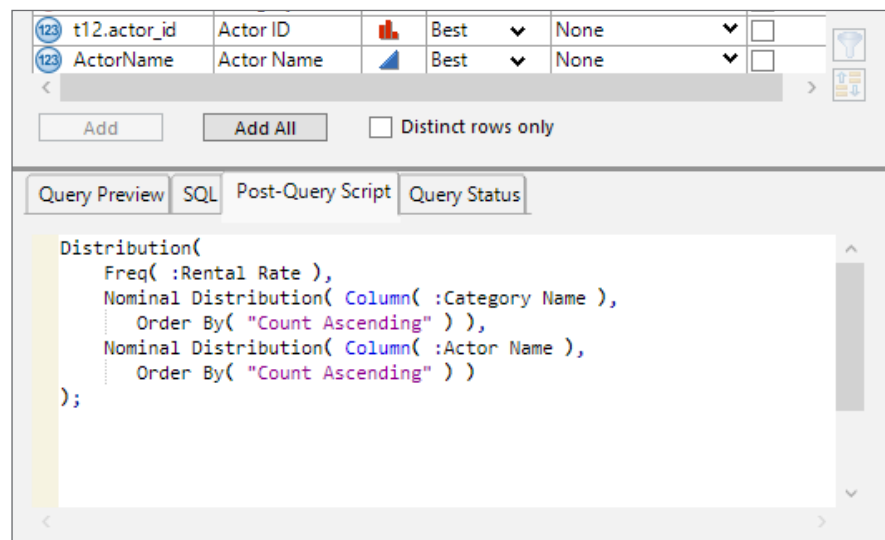 123 t12.actor_id Actor ID Best None
123 ActorName Actor Name Best None
Add Add All Distinct rows only
Query Preview SQL Post-Query Script Query Status
Distribution(
Freq( :Rental Rate ),
Nominal Distribution( Column( :Category Name ),
Order By( "Count Ascending" ) ),
Nominal Distribution( Column( :Actor Name ),
Order By( "Count Ascending" ) )
);